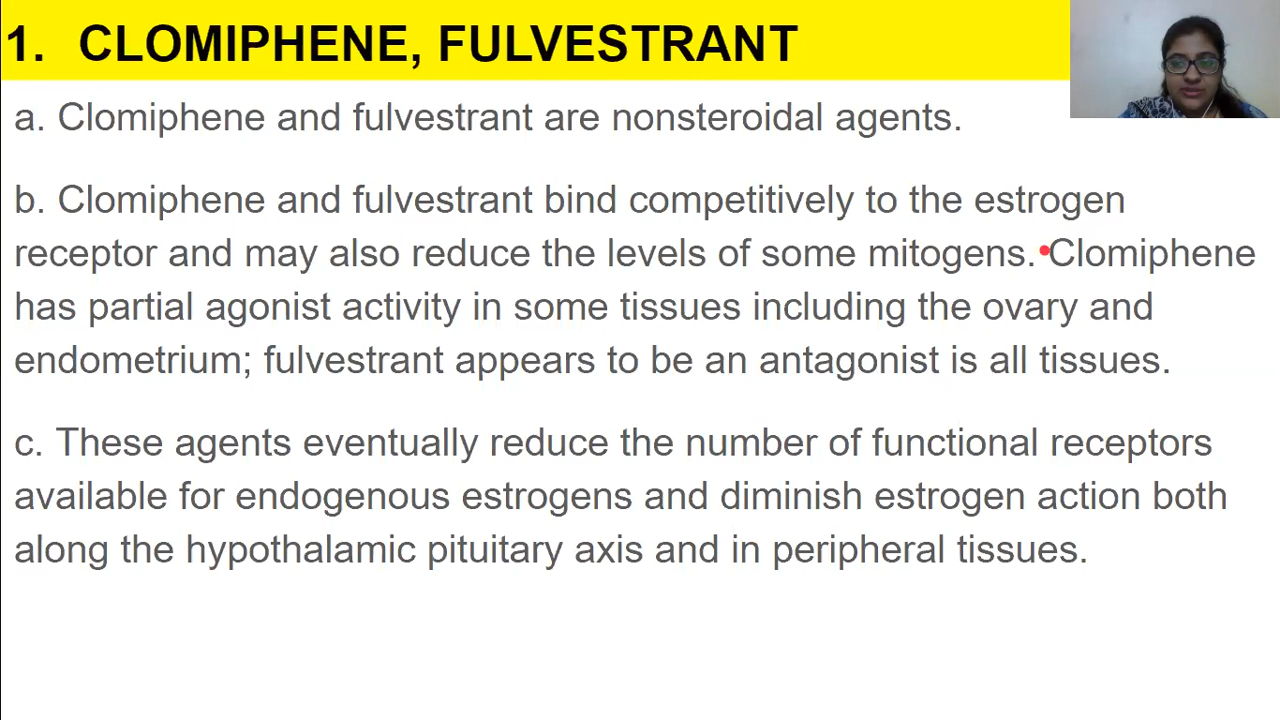 1. CLOMIPHENE, FULVESTRANT
a. Clomiphene and fulvestrant are nonsteroidal agents.
b. Clomiphene and fulvestrant bind competitively to the estrogen
receptor and may also reduce the levels of some mitogens. Clomiphene
has partial agonist activity in some tissues including the ovary and
endometrium; fulvestrant appears to be an antagonist is all tissues.
c. These agents eventually reduce the number of functional receptors
available for endogenous estrogens and diminish estrogen action both
along the hypothalamic pituitary axis and in peripheral tissues.